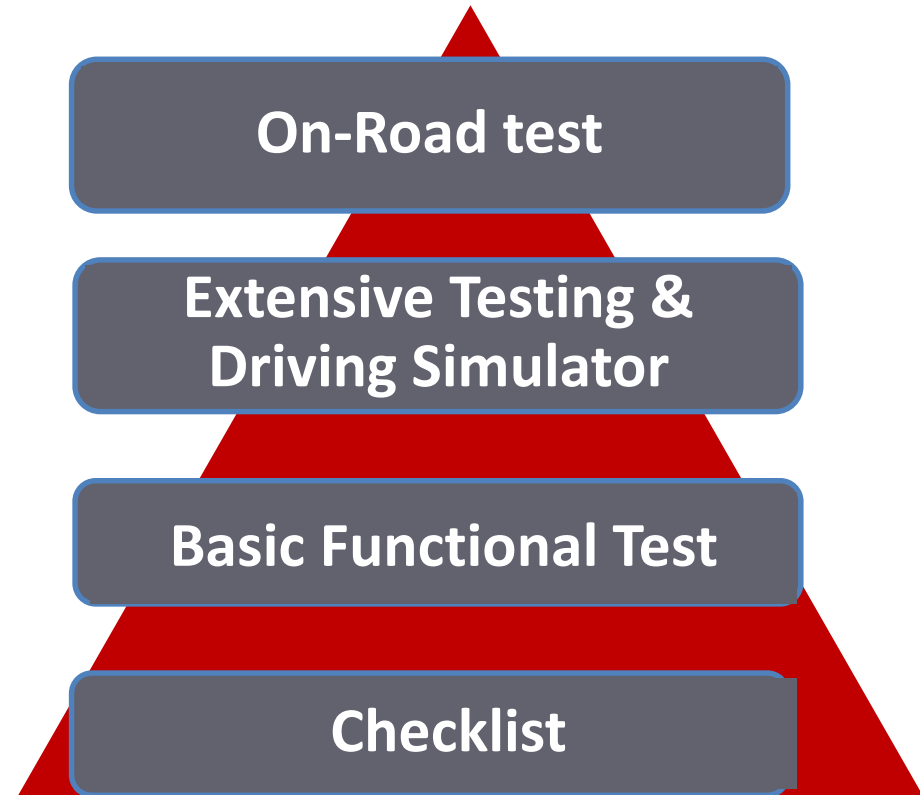 On-Road test
Extensive Testing &
Driving Simulator
Basic Functional Test
Checklist